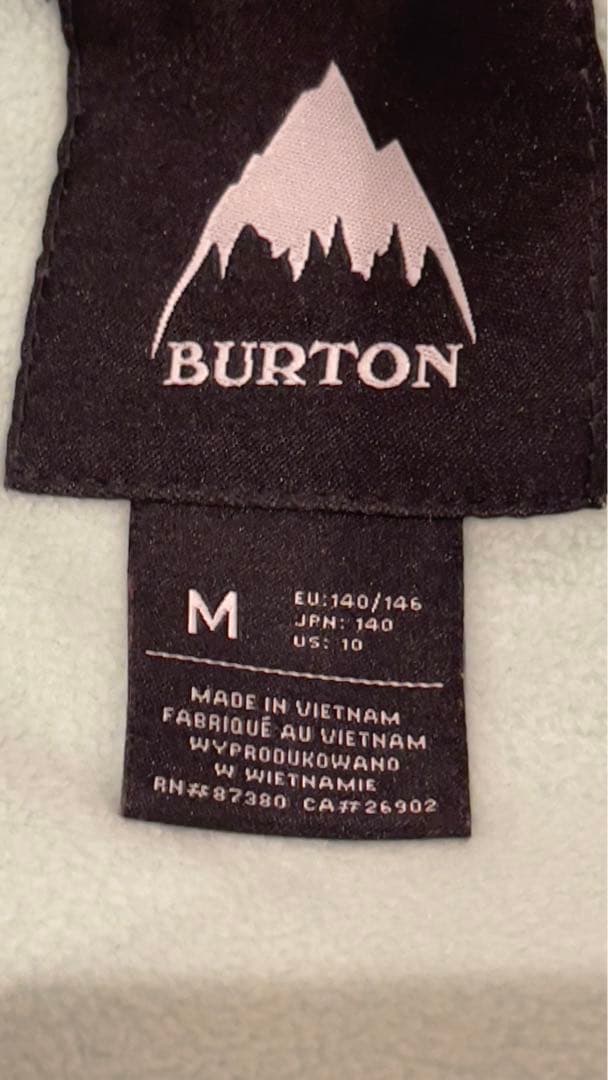 BURTON
M
EU:140/146
JPN: 140
US: 10
MADE IN VIETNAM
FABRIQUÉ AU VIETNAM
WYPRODUKOWANO
W WIETNAMIE
RN#87380 CA#26902